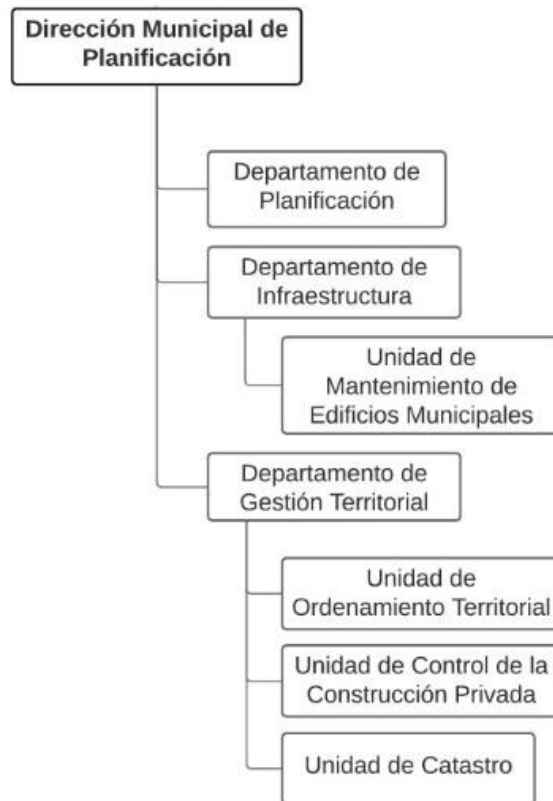 Dirección Municipal de
Planificación
Departamento de
Planificación
Departamento de
Infraestructura
Unidad de
Mantenimiento de
Edificios Municipales
Departamento de
Gestión Territorial
Unidad de
Ordenamiento Territorial
Unidad de Control de la
Construcción Privada
Unidad de Catastro